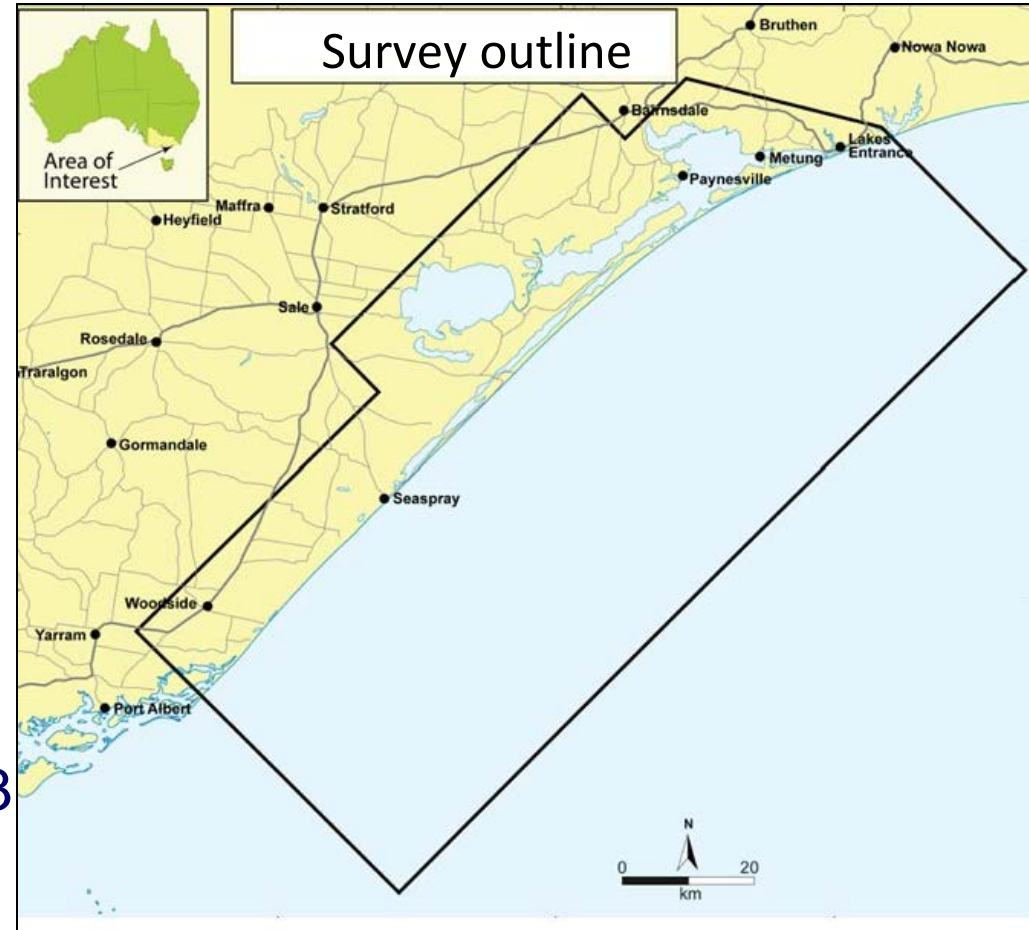 Survey outline
Area of
Interest
Bruthen
Nowa Nowa
Bairnsdale
Lakes
Entrance
Metung
Paynesville
Maffra
Stratford
Heyfield
Sale
Rosedale
Traralgon
Gormandale
Seaspray
Woodside
Yarram
Port Albert
3
N
0 20
km